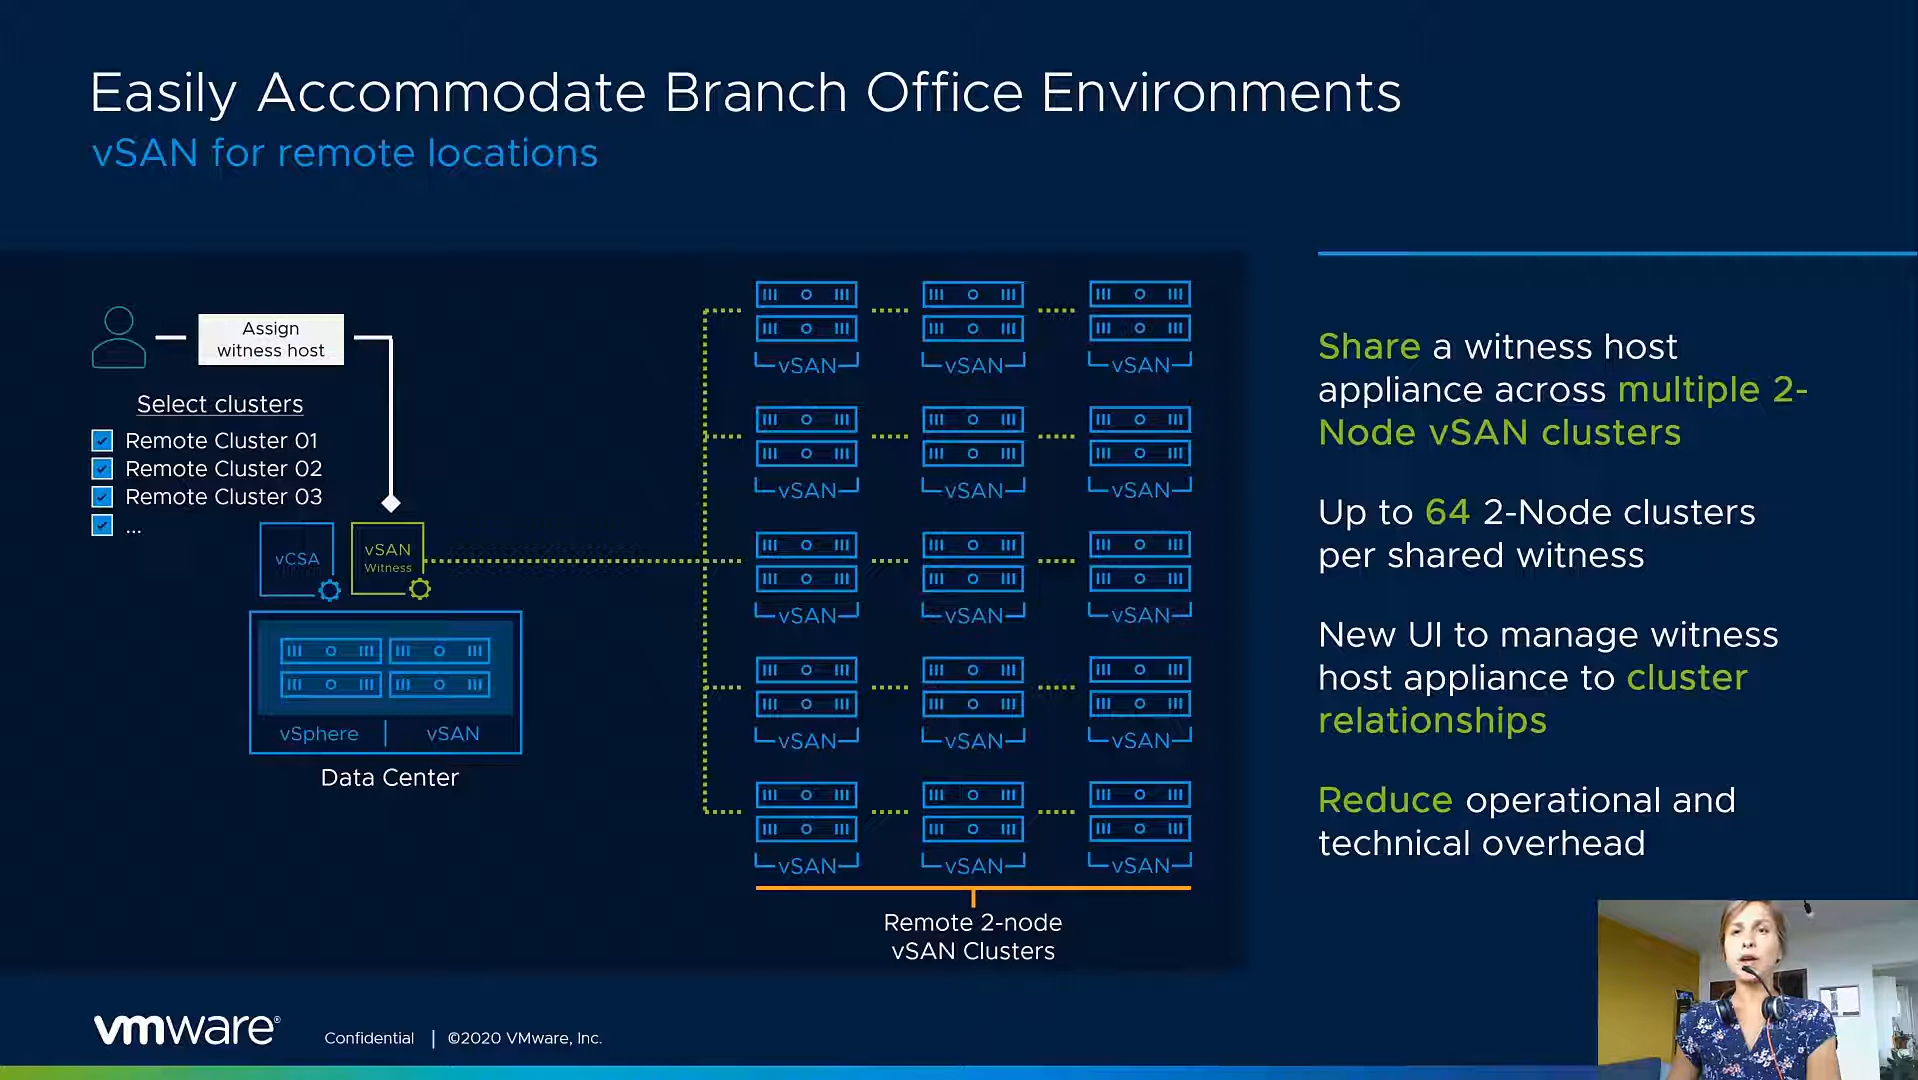 Easily Accommodate Branch Office Environments
vSAN for remote locations
Assign
witness host
Select clusters
Remote Cluster 01
Remote Cluster 02
Remote Cluster 03
...
vCSA
vSAN
Witness
vSphere | vSAN
Data Center
vSAN vSAN vSAN
vSAN vSAN vSAN
vSAN vSAN vSAN
vSAN vSAN vSAN
vSAN vSAN vSAN
Remote 2-node
vSAN Clusters
Share a witness host
appliance across multiple 2-
Node vSAN clusters
Up to 64 2-Node clusters
per shared witness
New UI to manage witness
host appliance to cluster
relationships
Reduce operational and
technical overhead
vmware®
Confidential | ©2020 VMware, Inc.